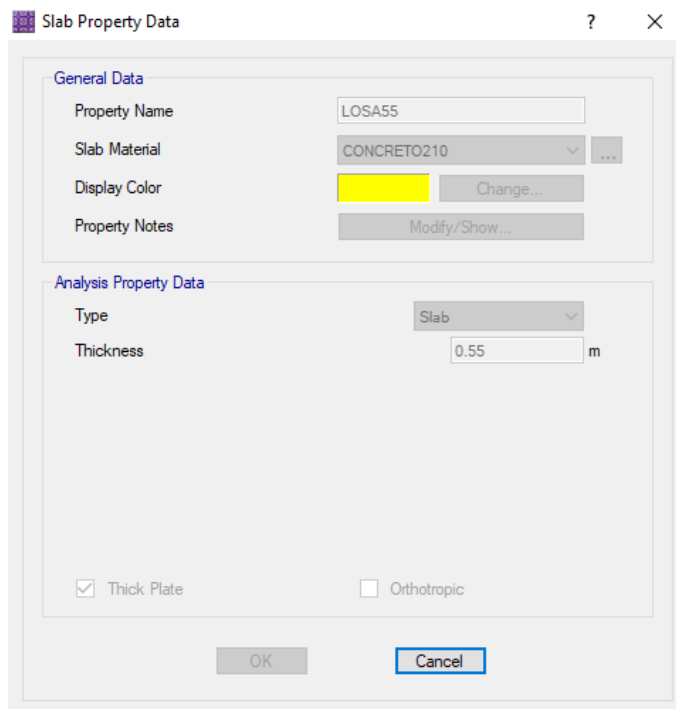 Slab Property Data ? ×
General Data
Property Name LOSA55
Slab Material CONCRETO210 ...
Display Color Change...
Property Notes Modify/Show...
Analysis Property Data
Type Slab
Thickness 0.55 m
Thick Plate Orthotropic
OK Cancel